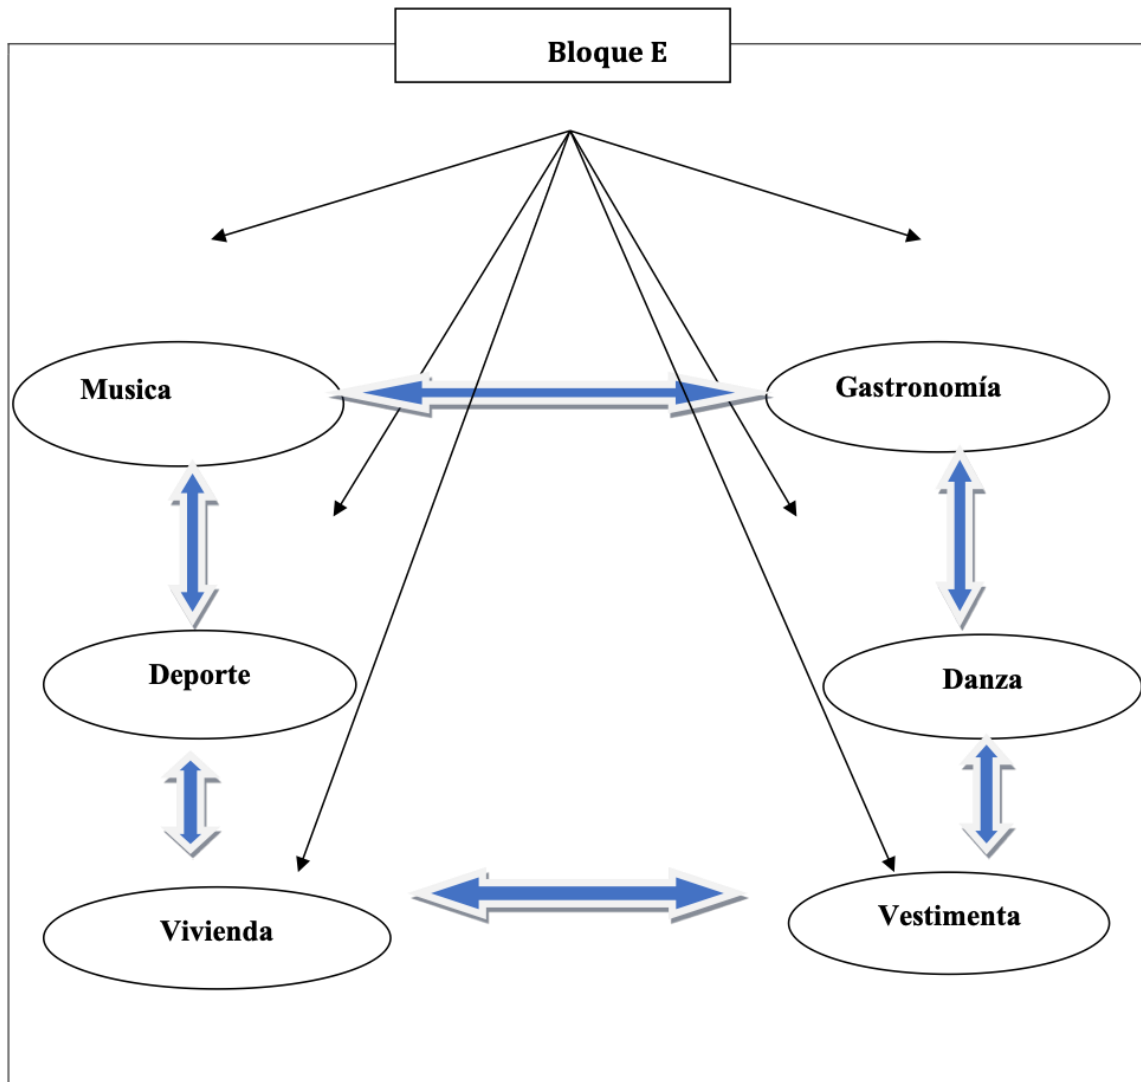 Bloque E
Musica
Gastronomía
Deporte
Danza
Vivienda
Vestimenta